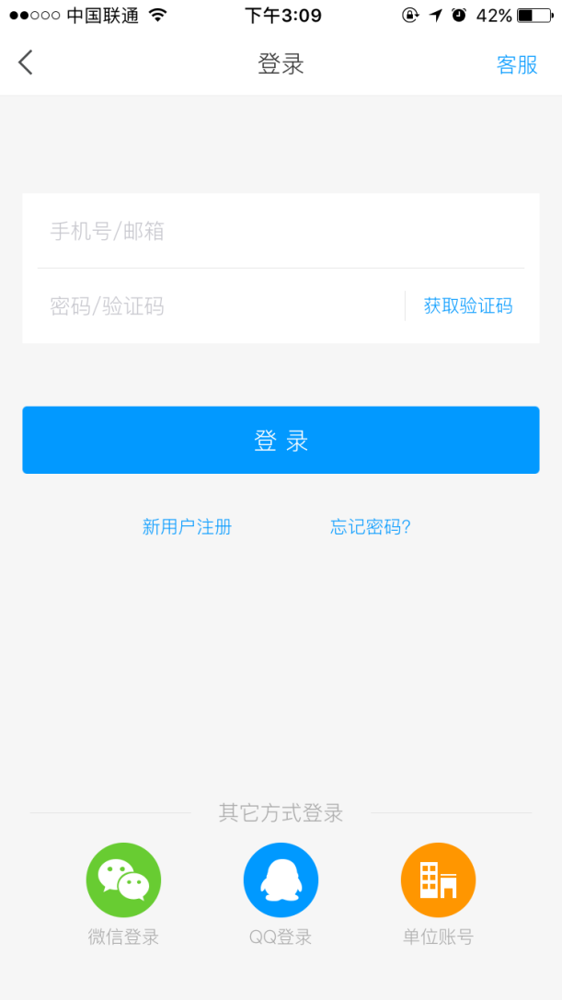 中国联通 下午3:09 42%
登录 客服
手机号/邮箱
密码/验证码 获取验证码
登 录
新用户注册 忘记密码?
其它方式登录
微信登录 QQ登录 单位账号